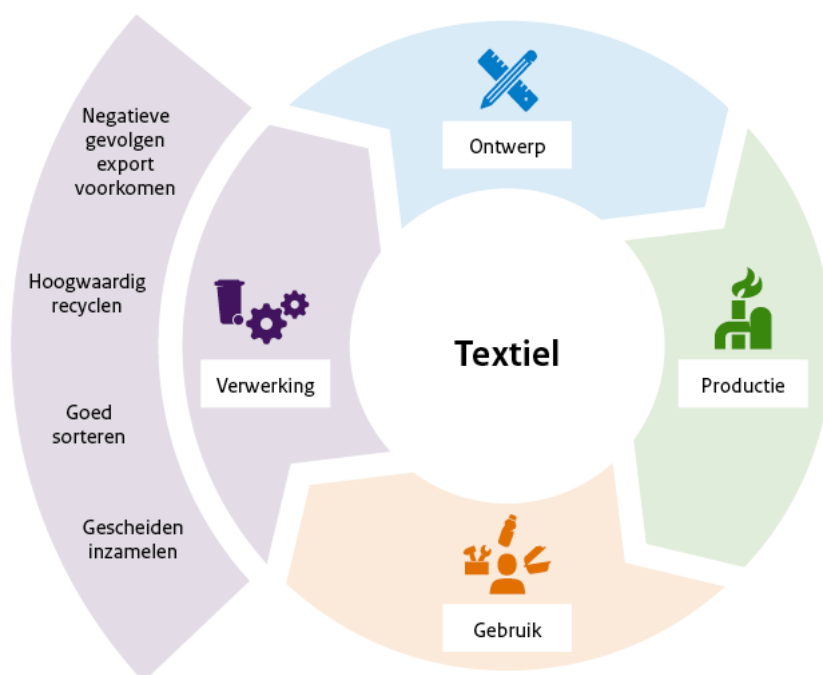 Negatieve
gevolgen
export
voorkomen
Hoogwaardig
recyclen
Goed
sorteren
Gescheiden
inzamelen
Ontwerp
Productie
Gebruik
Verwerking
Textiel